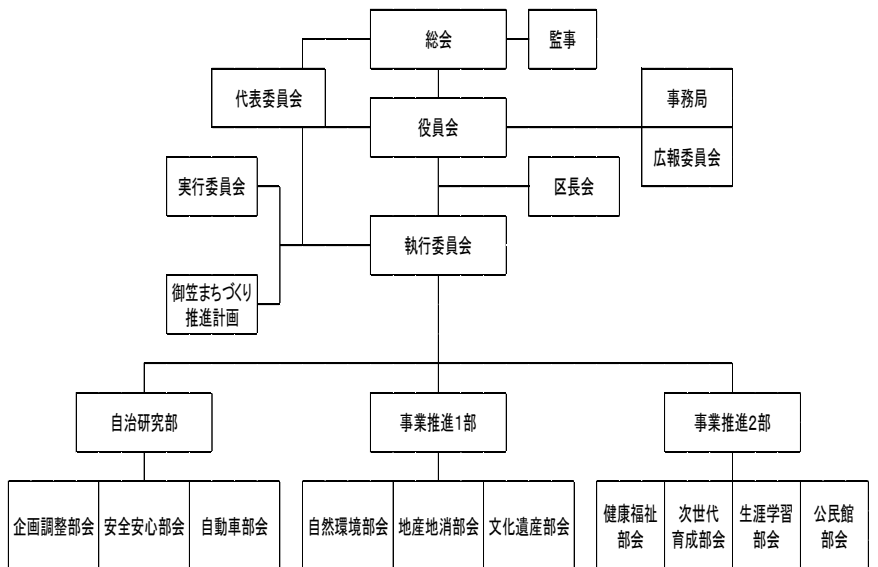 総会
監事
代表委員会
事務局
役員会
広報委員会
実行委員会
区長会
執行委員会
御笠まちづくり
推進計画
自治研究部
事業推進1部
事業推進2部
企画調整部会
安全安心部会
自動車部会
自然環境部会
地産地消部会
文化遺産部会
健康福祉
部会
次世代
育成部会
生涯学習
部会
公民館
部会